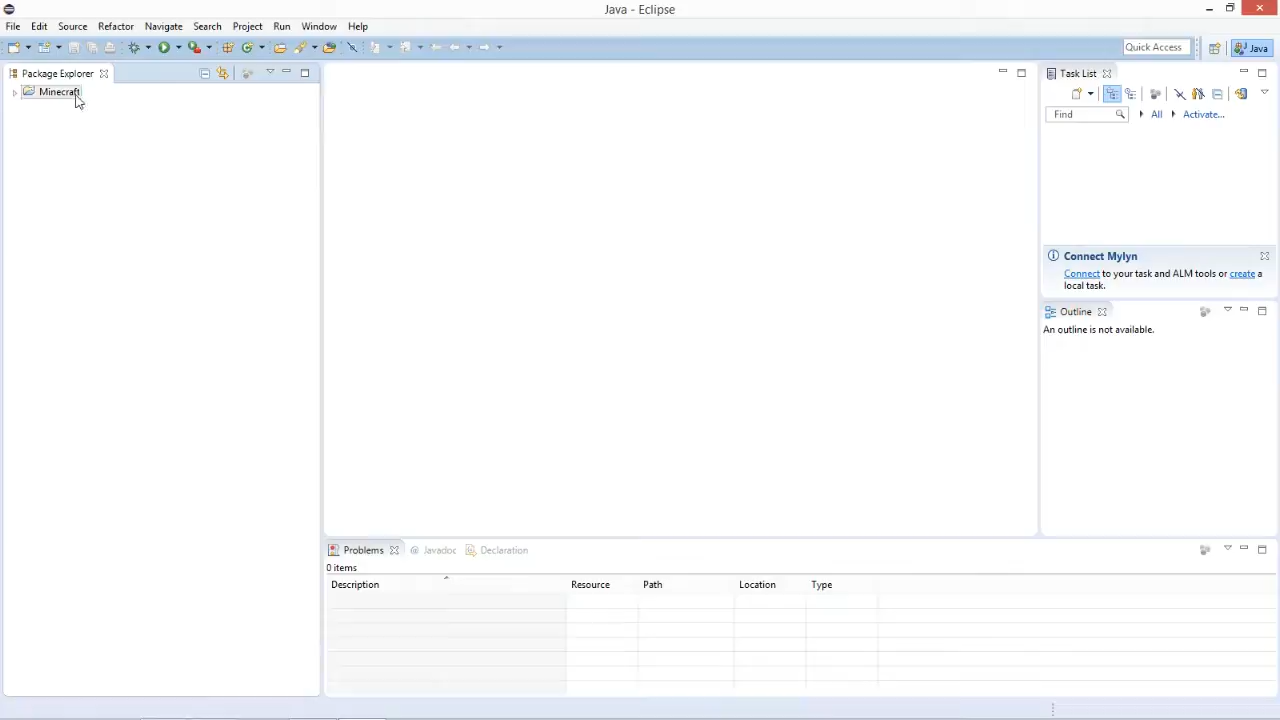 Java - Eclipse
File Edit Source Refactor Navigate Search Project Run Window Help
Quick Access Java
Package Explorer
Minecraft
Task List
Find All Activate...
Connect Mylyn
Connect to your task and ALM tools or create a
local task.
Outline
An outline is not available.
Problems @ Javadoc Declaration
0 items
Description Resource Path Location Type